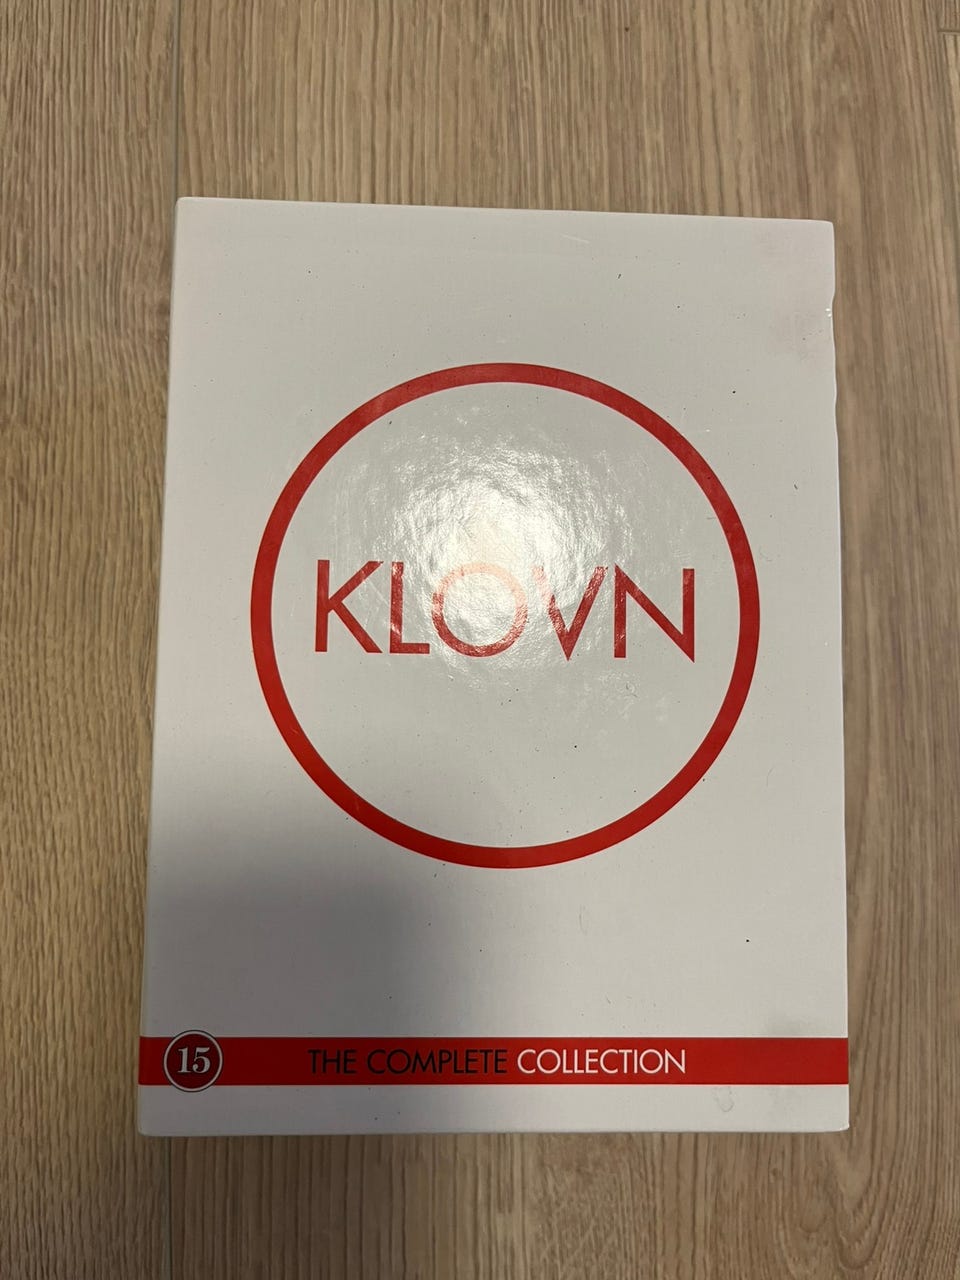 KLOVN
15 THE COMPLETE COLLECTION